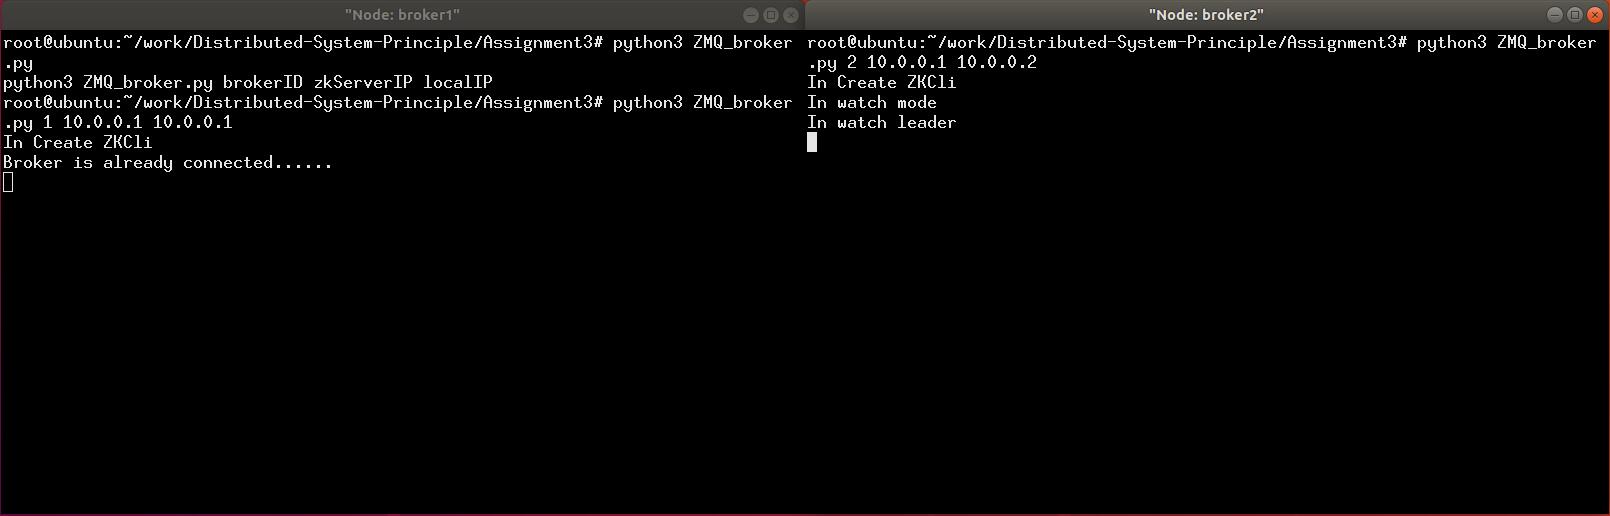 "Node: broker1"
root@ubuntu:~/work/Distributed-System-Principle/Assignment3# python3 ZMQ_broker
.py
python3 ZMQ_broker.py brokerID zkServerIP localIP
root@ubuntu:~/work/Distributed-System-Principle/Assignment3# python3 ZMQ_broker
.py 1 10.0.0.1 10.0.0.1
In Create ZKCli
Broker is already connected......
"Node: broker2"
root@ubuntu:~/work/Distributed-System-Principle/Assignment3# python3 ZMQ_broker
.py 2 10.0.0.1 10.0.0.2
In Create ZKCli
In watch mode
In watch leader